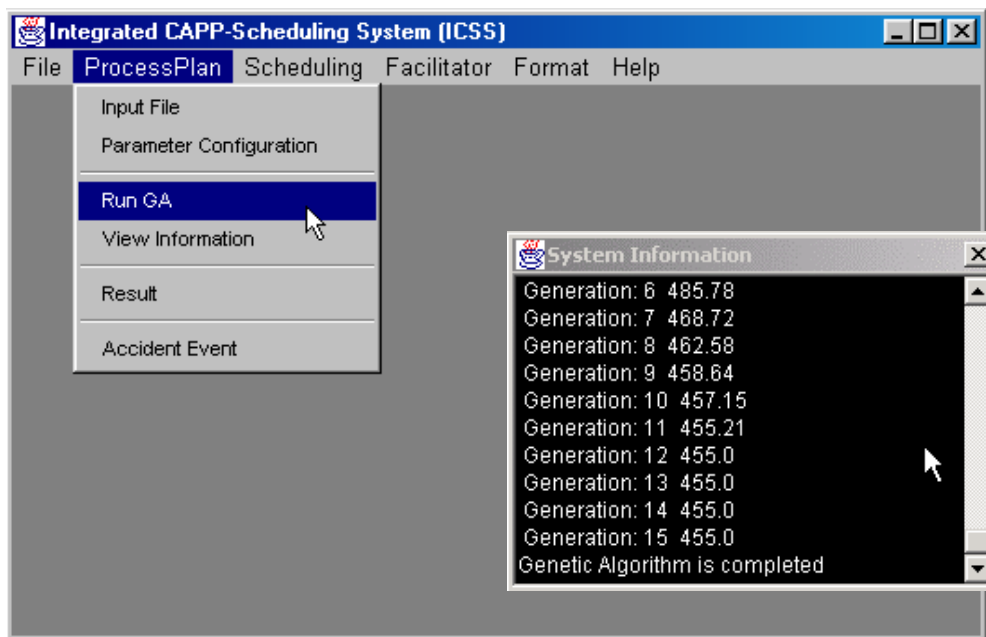 Integrated CAPP-Scheduling System (ICSS)
File ProcessPlan Scheduling Facilitator Format Help
Input File
Parameter Configuration
Run GA
View Information
Result
Accident Event
System Information
Generation: 6 485.78
Generation: 7 468.72
Generation: 8 462.58
Generation: 9 458.64
Generation: 10 457.15
Generation: 11 455.21
Generation: 12 455.0
Generation: 13 455.0
Generation: 14 455.0
Generation: 15 455.0
Genetic Algorithm is completed